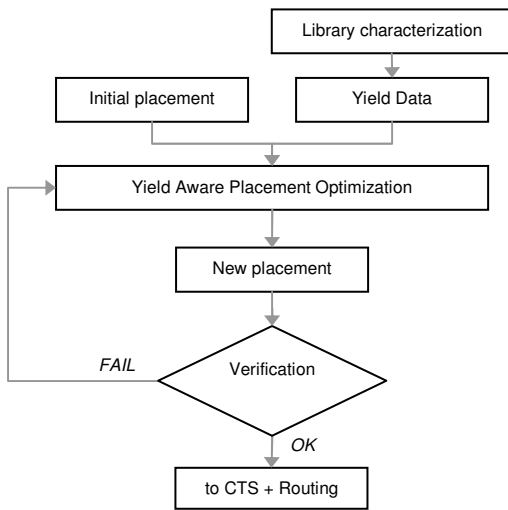 Library characterization
Initial placement
Yield Data
Yield Aware Placement Optimization
New placement
Verification
FAIL
OK
to CTS + Routing